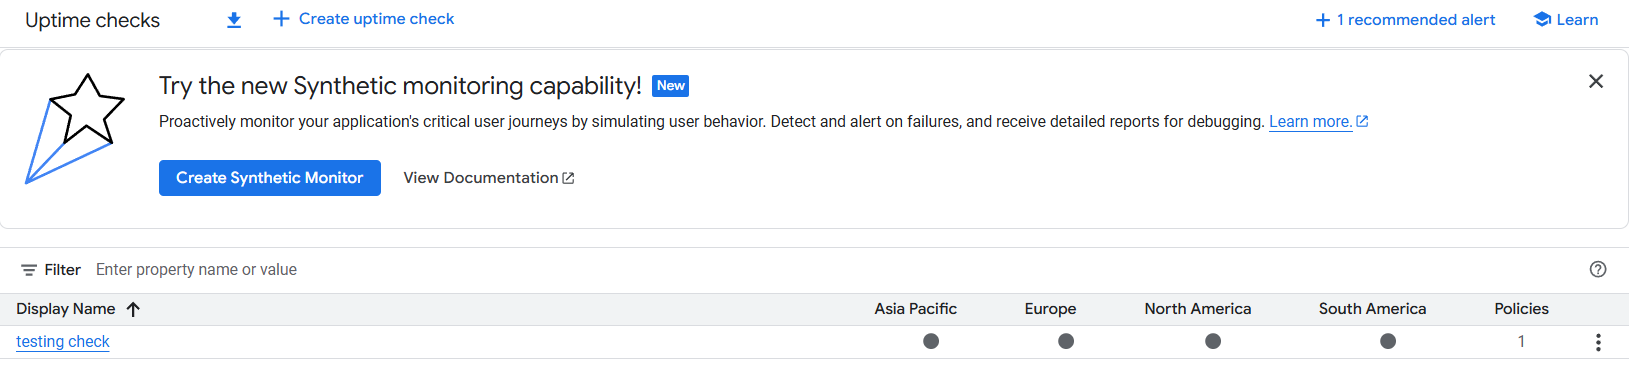 Uptime checks
Create uptime check
1 recommended alert
Learn
Try the new Synthetic monitoring capability! New
Proactively monitor your application's critical user journeys by simulating user behavior. Detect and alert on failures, and receive detailed reports for debugging. Learn more.
Create Synthetic Monitor
View Documentation
Filter Enter property name or value
Display Name Asia Pacific Europe North America South America Policies
testing check 1